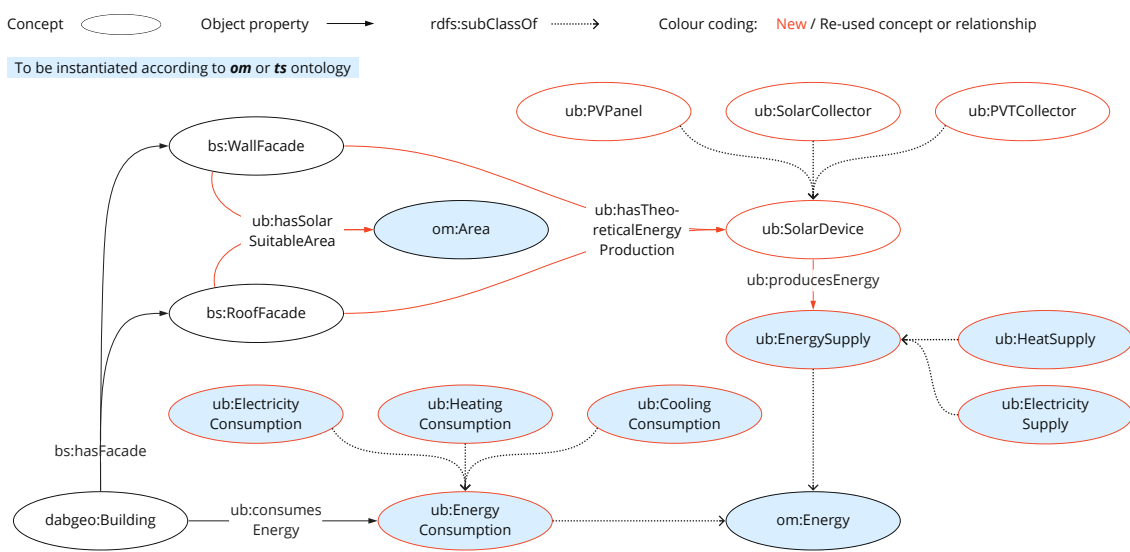 Concept
Object property
rdfs:subClassOf
Colour coding: New / Re-used concept or relationship
To be instantiated according to om or ts ontology
ub:PVPanel
ub:SolarCollector
ub:PVTCollector
bs:WallFacade
ub:hasSolar
SuitableArea
om:Area
ub:hasTheo-
reticalEnergy
Production
ub:SolarDevice
ub:producesEnergy
bs:RoofFacade
ub:EnergySupply
ub:HeatSupply
ub:Electricity
Consumption
ub:Heating
Consumption
ub:Cooling
Consumption
ub:Electricity
Supply
bs:hasFacade
dabgeo:Building
ub:consumes
Energy
ub:Energy
Consumption
om:Energy